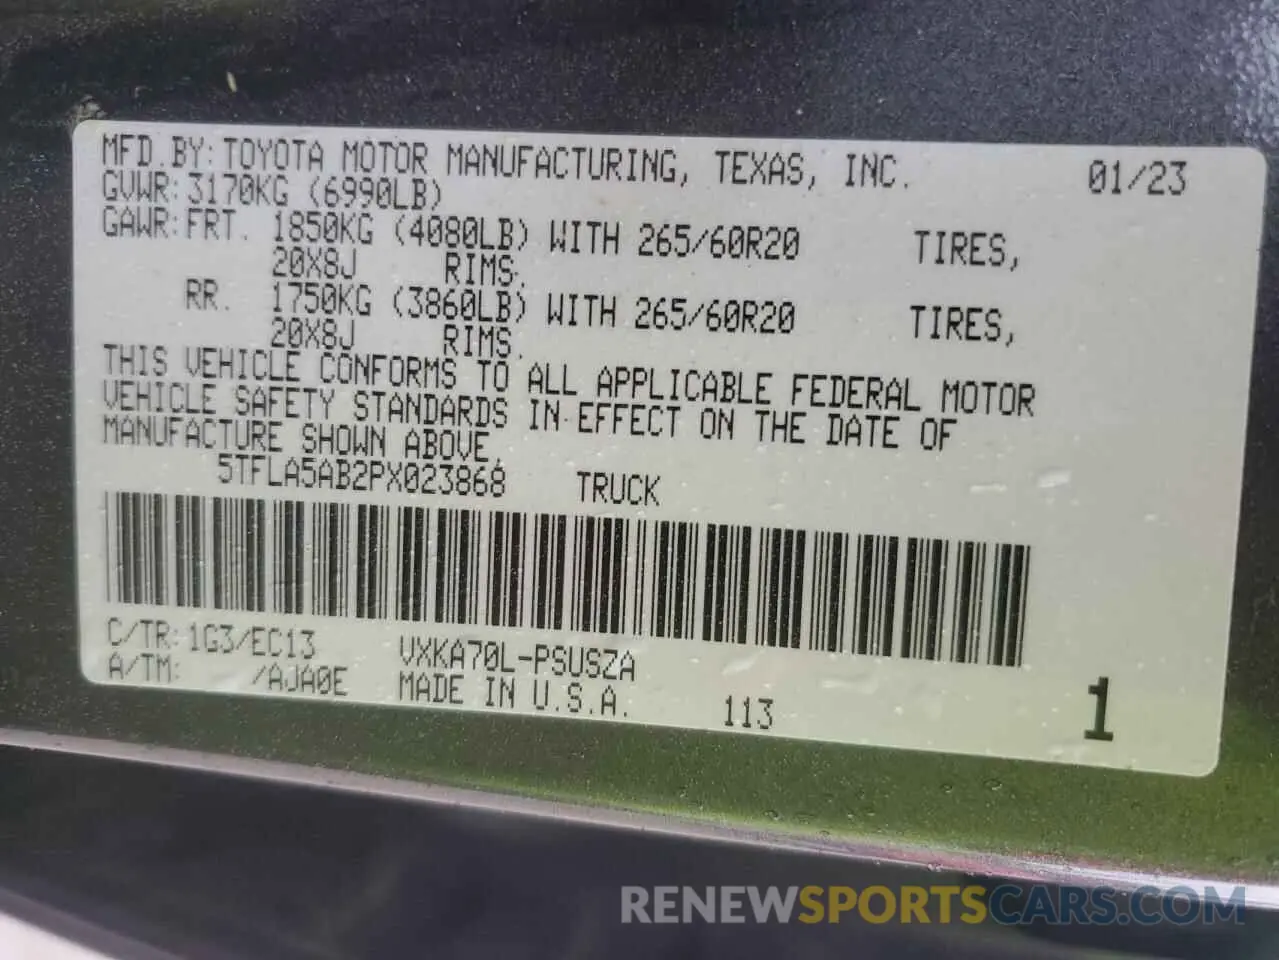 MFD.BY:TOYOTA MOTOR MANUFACTURING, TEXAS, INC. 01/23
GVWR:3170KG (6990LB)
GAWR:FRT. 1850KG (4080LB) WITH 265/60R20 TIRES,
20X8J RIMS,
RR. 1750KG (3860LB) WITH 265/60R20 TIRES,
20X8J RIMS.
THIS VEHICLE CONFORMS TO ALL APPLICABLE FEDERAL MOTOR
VEHICLE SAFETY STANDARDS IN EFFECT ON THE DATE OF
MANUFACTURE SHOWN ABOVE.
5TFLA5AB2PX023868 TRUCK
C/TR:1G3/EC13 VXKA70L-PSUSZA
A/TM: /AJA0E MADE IN U.S.A. 113 1
RENEWSPORTSCARS.COM